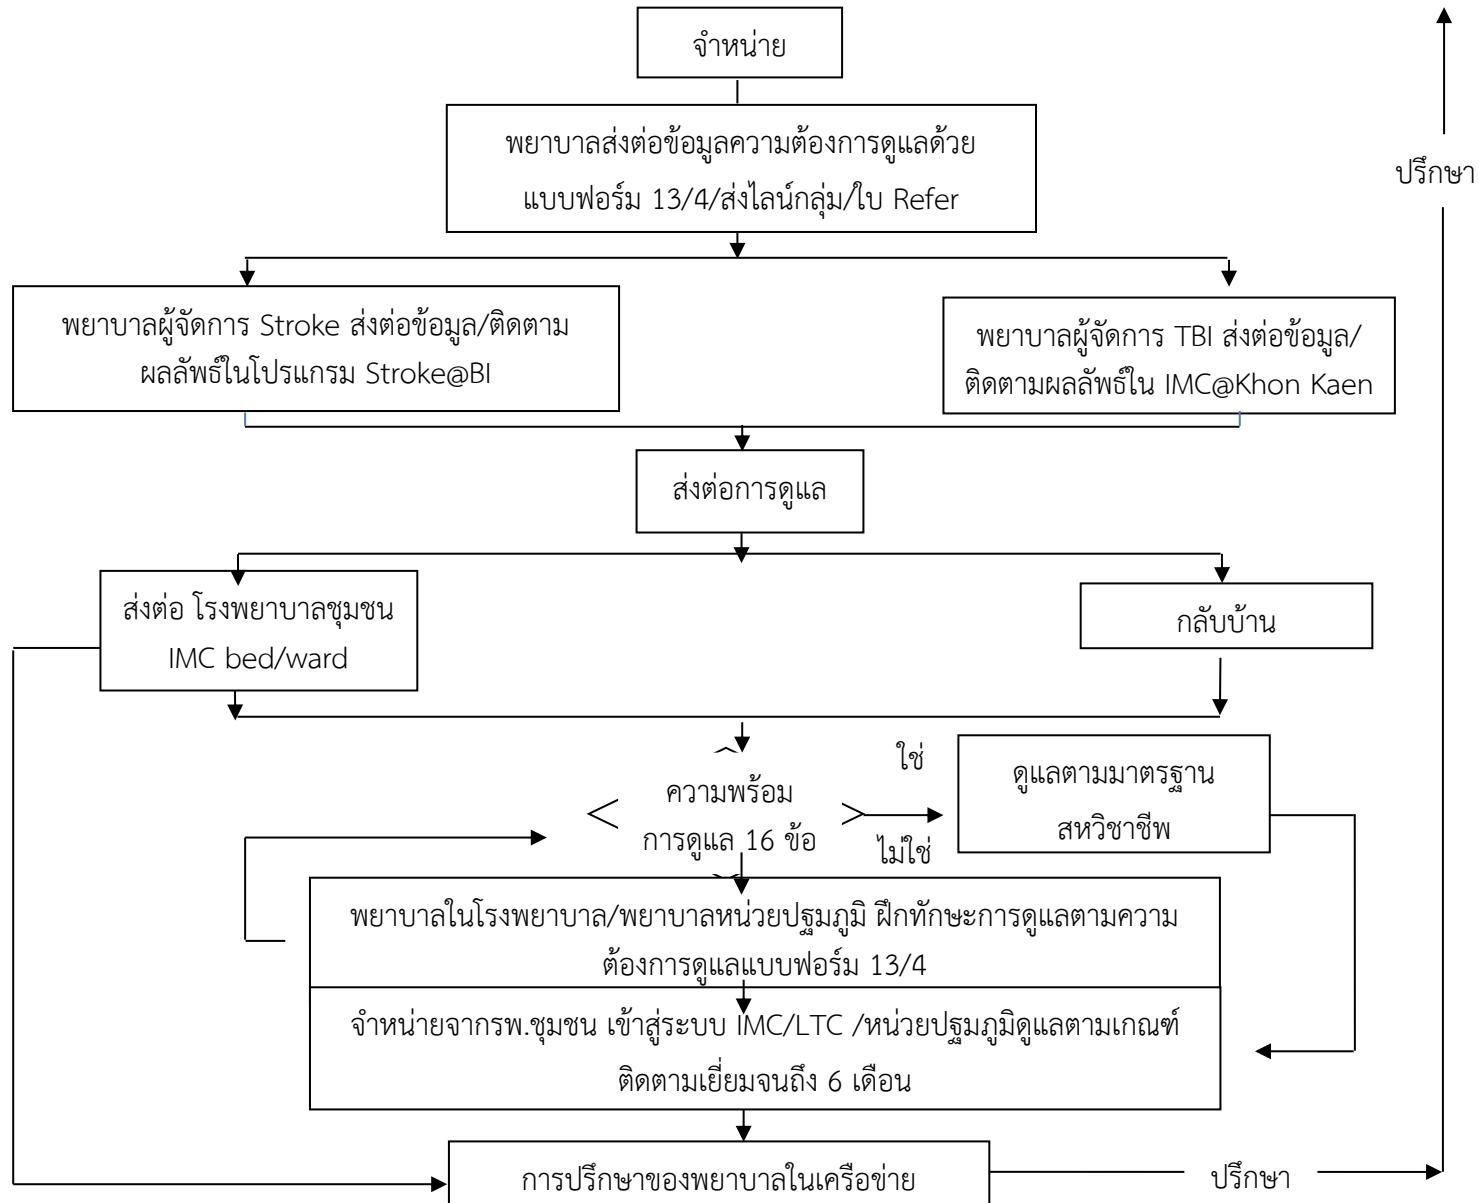 จำหน่าย
พยาบาลส่งต่อข้อมูลความต้องการดูแลด้วย
แบบฟอร์ม 13/4/ส่งไลน์กลุ่ม/ใบ Refer
ปรึกษา
พยาบาลผู้จัดการ Stroke ส่งต่อข้อมูล/ติดตาม
ผลลัพธ์ในโปรแกรม Stroke@BI
พยาบาลผู้จัดการ TBI ส่งต่อข้อมูล/
ติดตามผลลัพธ์ใน IMC@Khon Kaen
ส่งต่อการดูแล
ส่งต่อ โรงพยาบาลชุมชน
IMC bed/ward
กลับบ้าน
ความพร้อม
การดูแล 16 ข้อ
ใช่
ไม่ใช่
ดูแลตามมาตรฐาน
สหวิชาชีพ
พยาบาลในโรงพยาบาล/พยาบาลหน่วยปฐมภูมิ ฝึกทักษะการดูแลตามความ
ต้องการดูแลแบบฟอร์ม 13/4
จำหน่ายจากรพ.ชุมชน เข้าสู่ระบบ IMC/LTC /หน่วยปฐมภูมิดูแลตามเกณฑ์
ติดตามเยี่ยมจนถึง 6 เดือน
การปรึกษาของพยาบาลในเครือข่าย
ปรึกษา